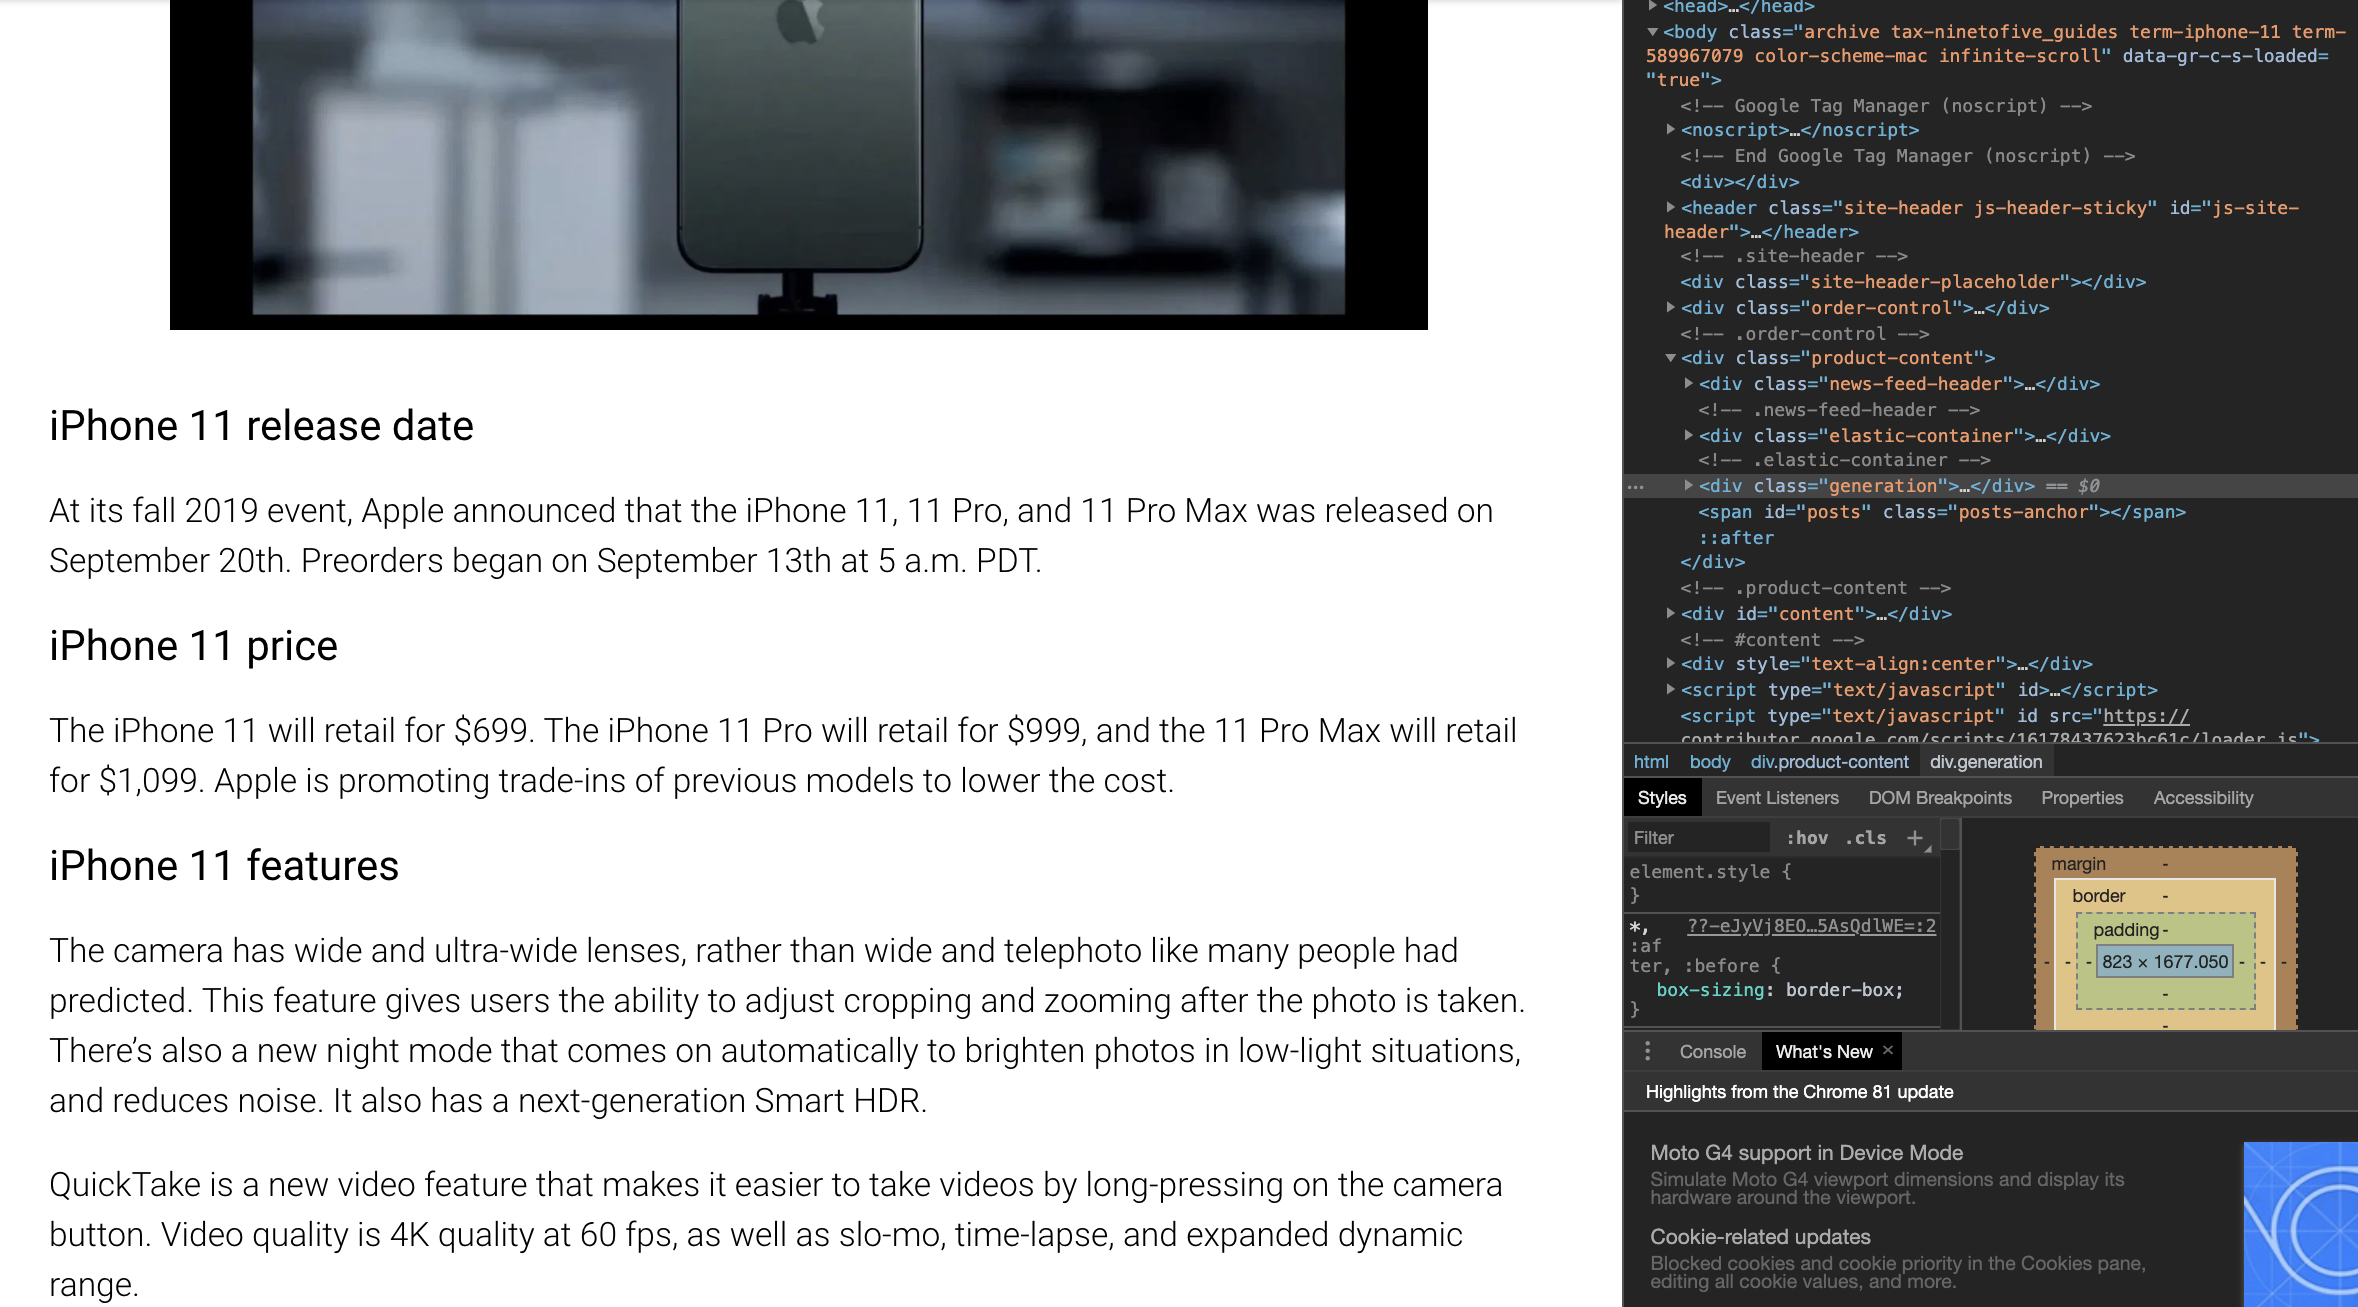 iPhone 11 release date
At its fall 2019 event, Apple announced that the iPhone 11, 11 Pro, and 11 Pro Max was released on
September 20th. Preorders began on September 13th at 5 a.m. PDT.
iPhone 11 price
The iPhone 11 will retail for $699. The iPhone 11 Pro will retail for $999, and the 11 Pro Max will retail
for $1,099. Apple is promoting trade-ins of previous models to lower the cost.
iPhone 11 features
The camera has wide and ultra-wide lenses, rather than wide and telephoto like many people had
predicted. This feature gives users the ability to adjust cropping and zooming after the photo is taken.
There’s also a new night mode that comes on automatically to brighten photos in low-light situations,
and reduces noise. It also has a next-generation Smart HDR.
QuickTake is a new video feature that makes it easier to take videos by long-pressing on the camera
button. Video quality is 4K quality at 60 fps, as well as slo-mo, time-lapse, and expanded dynamic
range.
<head>…</head>
<body class="archive tax-ninetofive_guides term-iphone-11 term-
589967079 color-scheme-mac infinite-scroll" data-gr-c-s-loaded=
"true">
<!-- Google Tag Manager (noscript) -->
<noscript>…</noscript>
<!-- End Google Tag Manager (noscript) -->
<div></div>
<header class="site-header js-header-sticky" id="js-site-
header">…</header>
<!-- .site-header -->
<div class="site-header-placeholder"></div>
<div class="order-control">…</div>
<!-- .order-control -->
<div class="product-content">
<div class="news-feed-header">…</div>
<!-- .news-feed-header -->
<div class="elastic-container">…</div>
<!-- .elastic-container -->
<div class="generation">…</div> == $0
<span id="posts" class="posts-anchor"></span>
::after
</div>
<!-- .product-content -->
<div id="content">…</div>
<!-- #content -->
<div style="text-align:center">…</div>
<script type="text/javascript" id>…</script>
<script type="text/javascript" id src="https://
contributor.google.com/scripts/16178437623bc61c/loader.js">
html body div.product-content div.generation
Styles Event Listeners DOM Breakpoints Properties Accessibility
Filter :hov .cls +
element.style {
}
*, ??-eJyVj8EO…5AsQdlWE=:2
:af
ter, :before {
box-sizing: border-box;
}
margin -
border -
padding -
- - - 823 × 1677.050 - - -
-
-
Console What's New ×
Highlights from the Chrome 81 update
Moto G4 support in Device Mode
Simulate Moto G4 viewport dimensions and display its
hardware around the viewport.
Cookie-related updates
Blocked cookies and cookie priority in the Cookies pane,
editing all cookie values, and more.